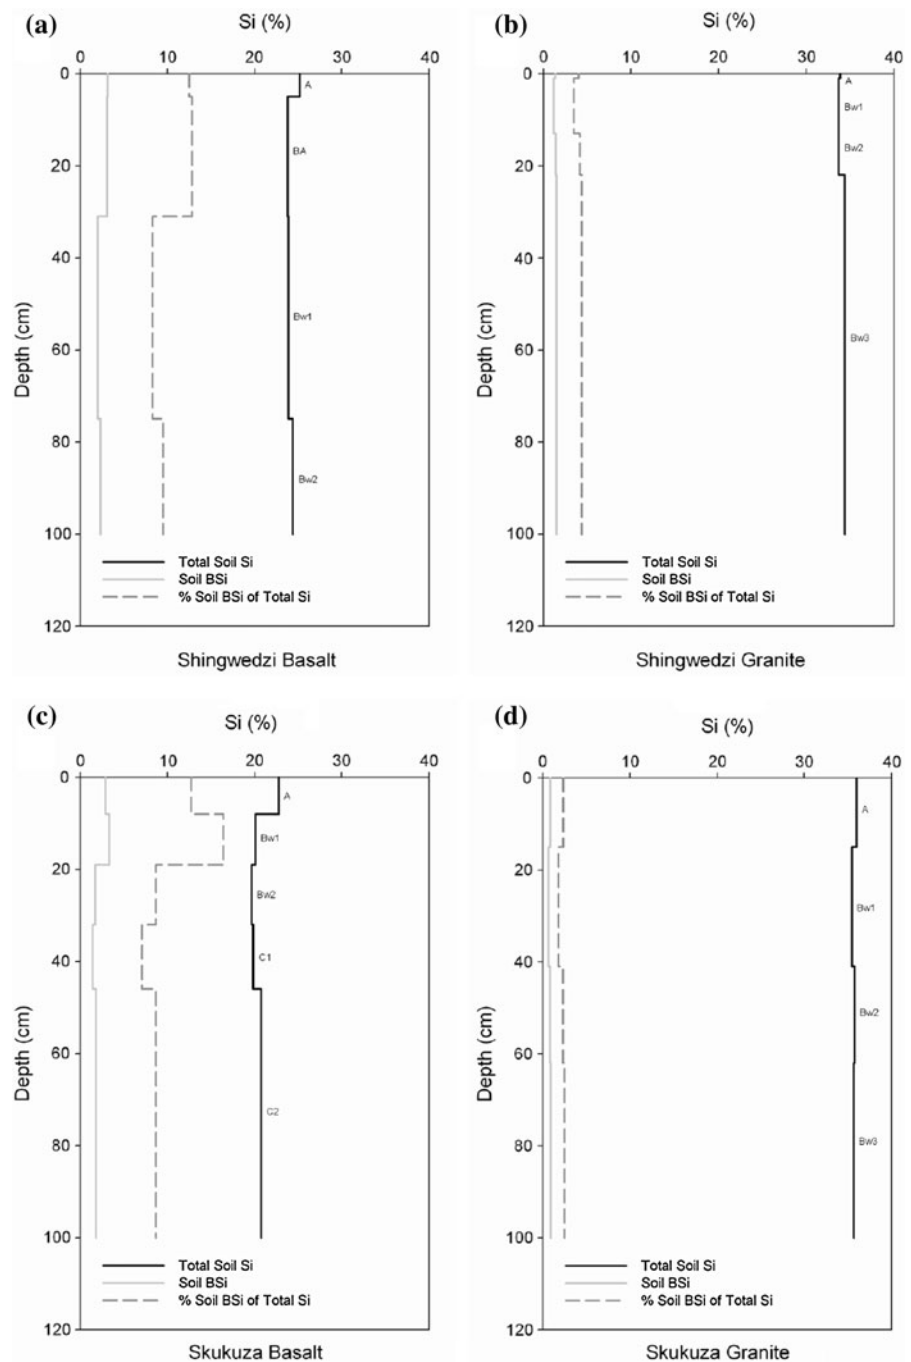 (a)
Si (%)
0 10 20 30 40
0
20
40
60
80
100
120
Depth (cm)
A
BA
Bw1
Bw2
Total Soil Si
Soil BSi
% Soil BSi of Total Si
Shingwedzi Basalt
(b)
Si (%)
0 10 20 30 40
0
20
40
60
80
100
120
Depth (cm)
A
Bw1
Bw2
Bw3
Total Soil Si
Soil BSi
% Soil BSi of Total Si
Shingwedzi Granite
(c)
Si (%)
0 10 20 30 40
0
20
40
60
80
100
120
Depth (cm)
A
Bw1
Bw2
C1
C2
Total Soil Si
Soil BSi
% Soil BSi of Total Si
Skukuza Basalt
(d)
Si (%)
0 10 20 30 40
0
20
40
60
80
100
120
Depth (cm)
A
Bw1
Bw2
Bw3
Total Soil Si
Soil BSi
% Soil BSi of Total Si
Skukuza Granite